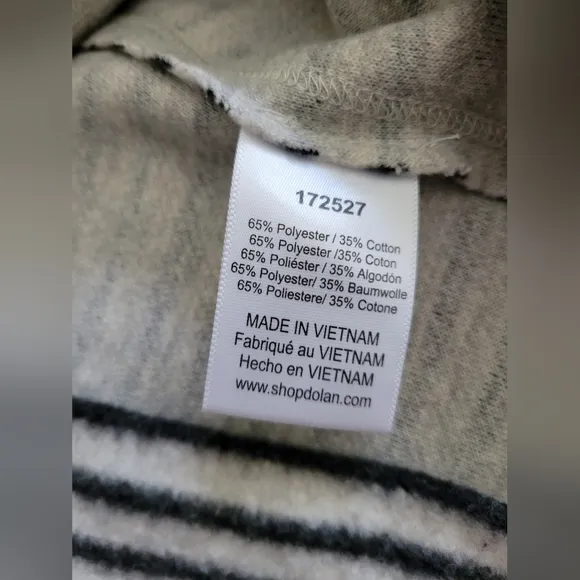 172527
65% Polyester / 35% Cotton
65% Polyester /35% Coton
65% Poliéster / 35% Algodón
65% Polyester/ 35% Baumwolle
65% Poliestere/ 35% Cotone
MADE IN VIETNAM
Fabriqué au VIETNAM
Hecho en VIETNAM
www.shopdolan.com